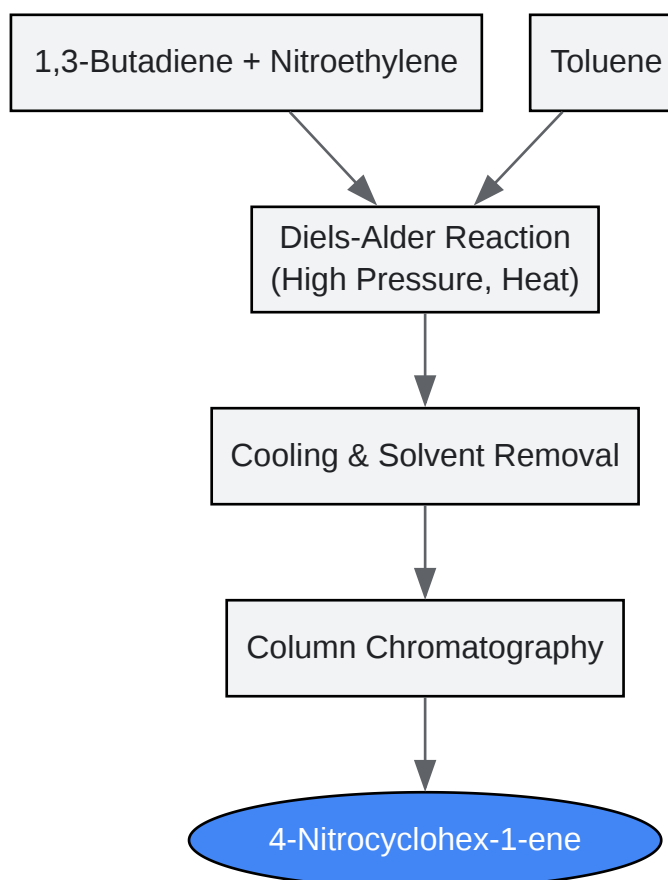 1,3-Butadiene + Nitroethylene
Toluene
Diels-Alder Reaction
(High Pressure, Heat)
Cooling & Solvent Removal
Column Chromatography
4-Nitrocyclohex-1-ene